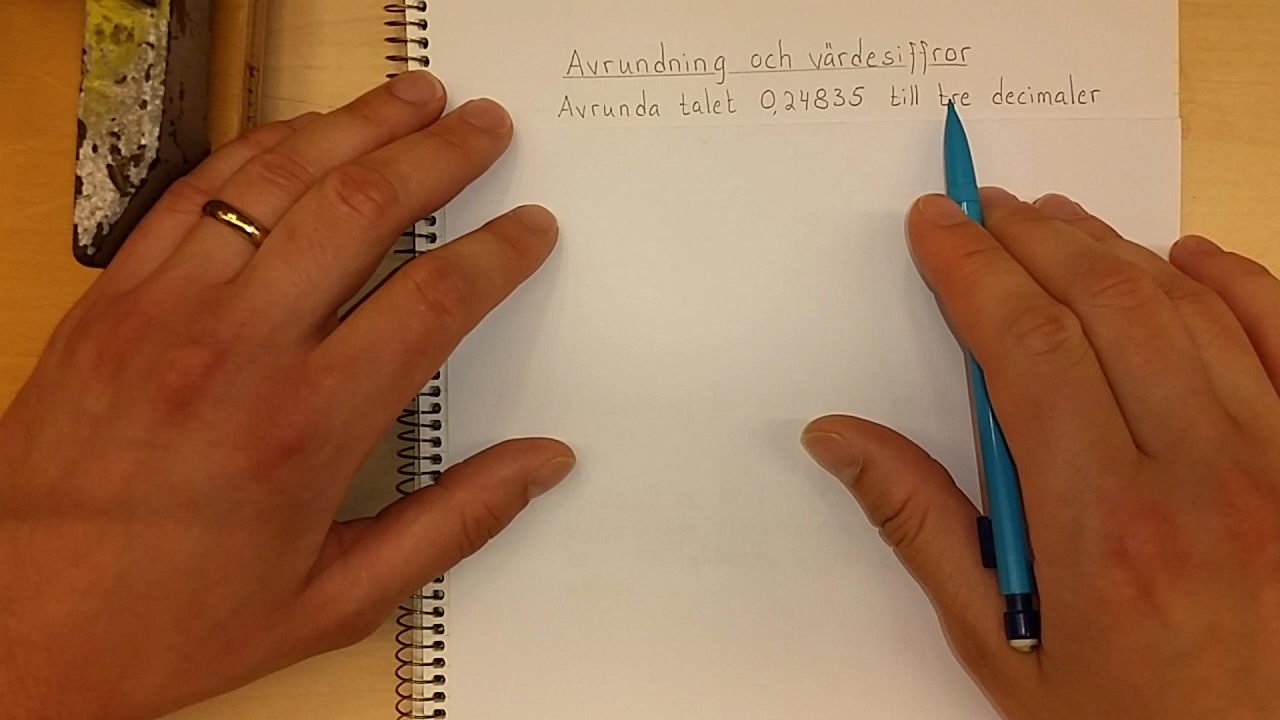 Avrundning och värdesiffror
Avrunda talet 0,24835 till tre decimaler